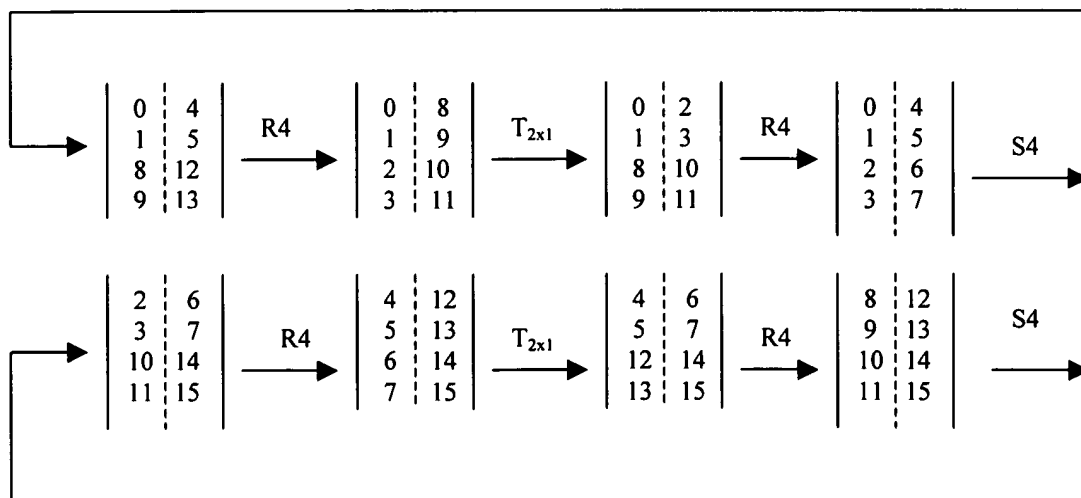 0 4 0 8 0 2 0 4
1 5 R4 1 9 T2x1 1 3 R4 1 5 S4
8 12 2 10 8 10 2 6
9 13 3 11 9 11 3 7
2 6 4 12 4 6 8 12
3 7 R4 5 13 T2x1 5 7 R4 9 13 S4
10 14 6 14 12 14 10 14
11 15 7 15 13 15 11 15